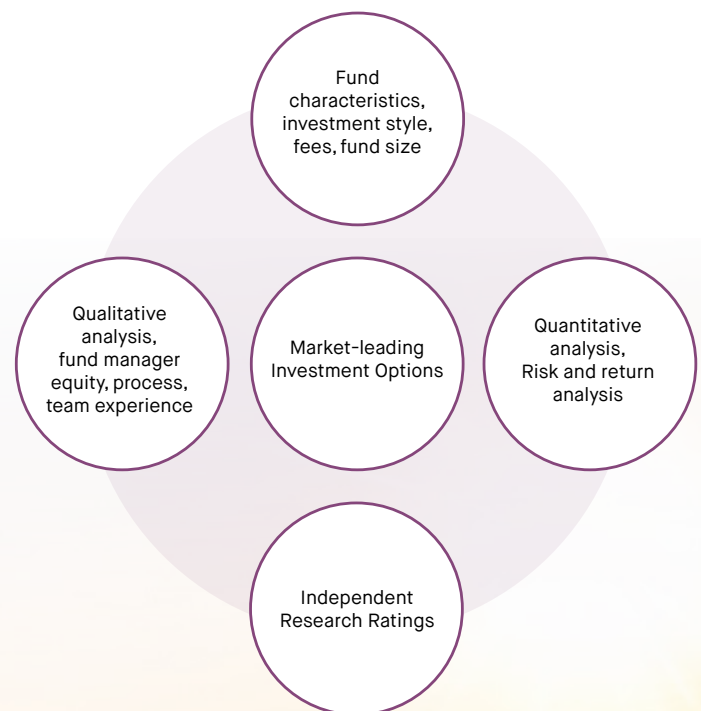 Fund
characteristics,
investment style,
fees, fund size
Qualitative
analysis,
fund manager
equity, process,
team experience
Market-leading
Investment Options
Quantitative
analysis,
Risk and return
analysis
Independent
Research Ratings